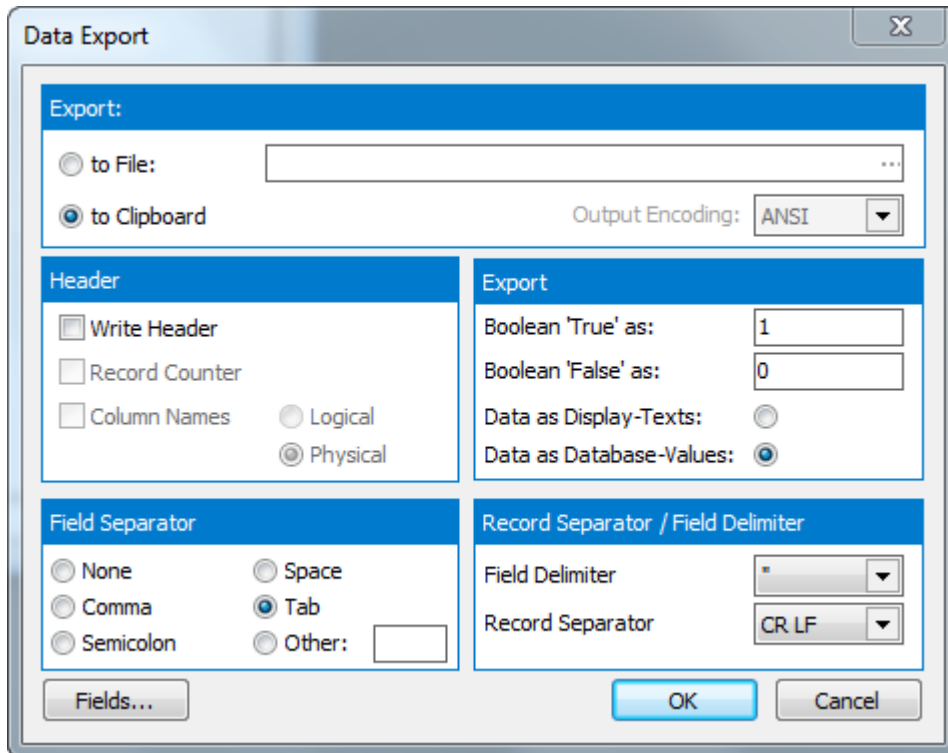 Data Export
Export:
to File:
...
to Clipboard
Output Encoding: ANSI
Header
Write Header
Record Counter
Column Names
Logical
Physical
Export
Boolean 'True' as: 1
Boolean 'False' as: 0
Data as Display-Texts:
Data as Database-Values:
Field Separator
None
Space
Comma
Tab
Semicolon
Other:
Record Separator / Field Delimiter
Field Delimiter "
Record Separator CR LF
Fields...
OK
Cancel